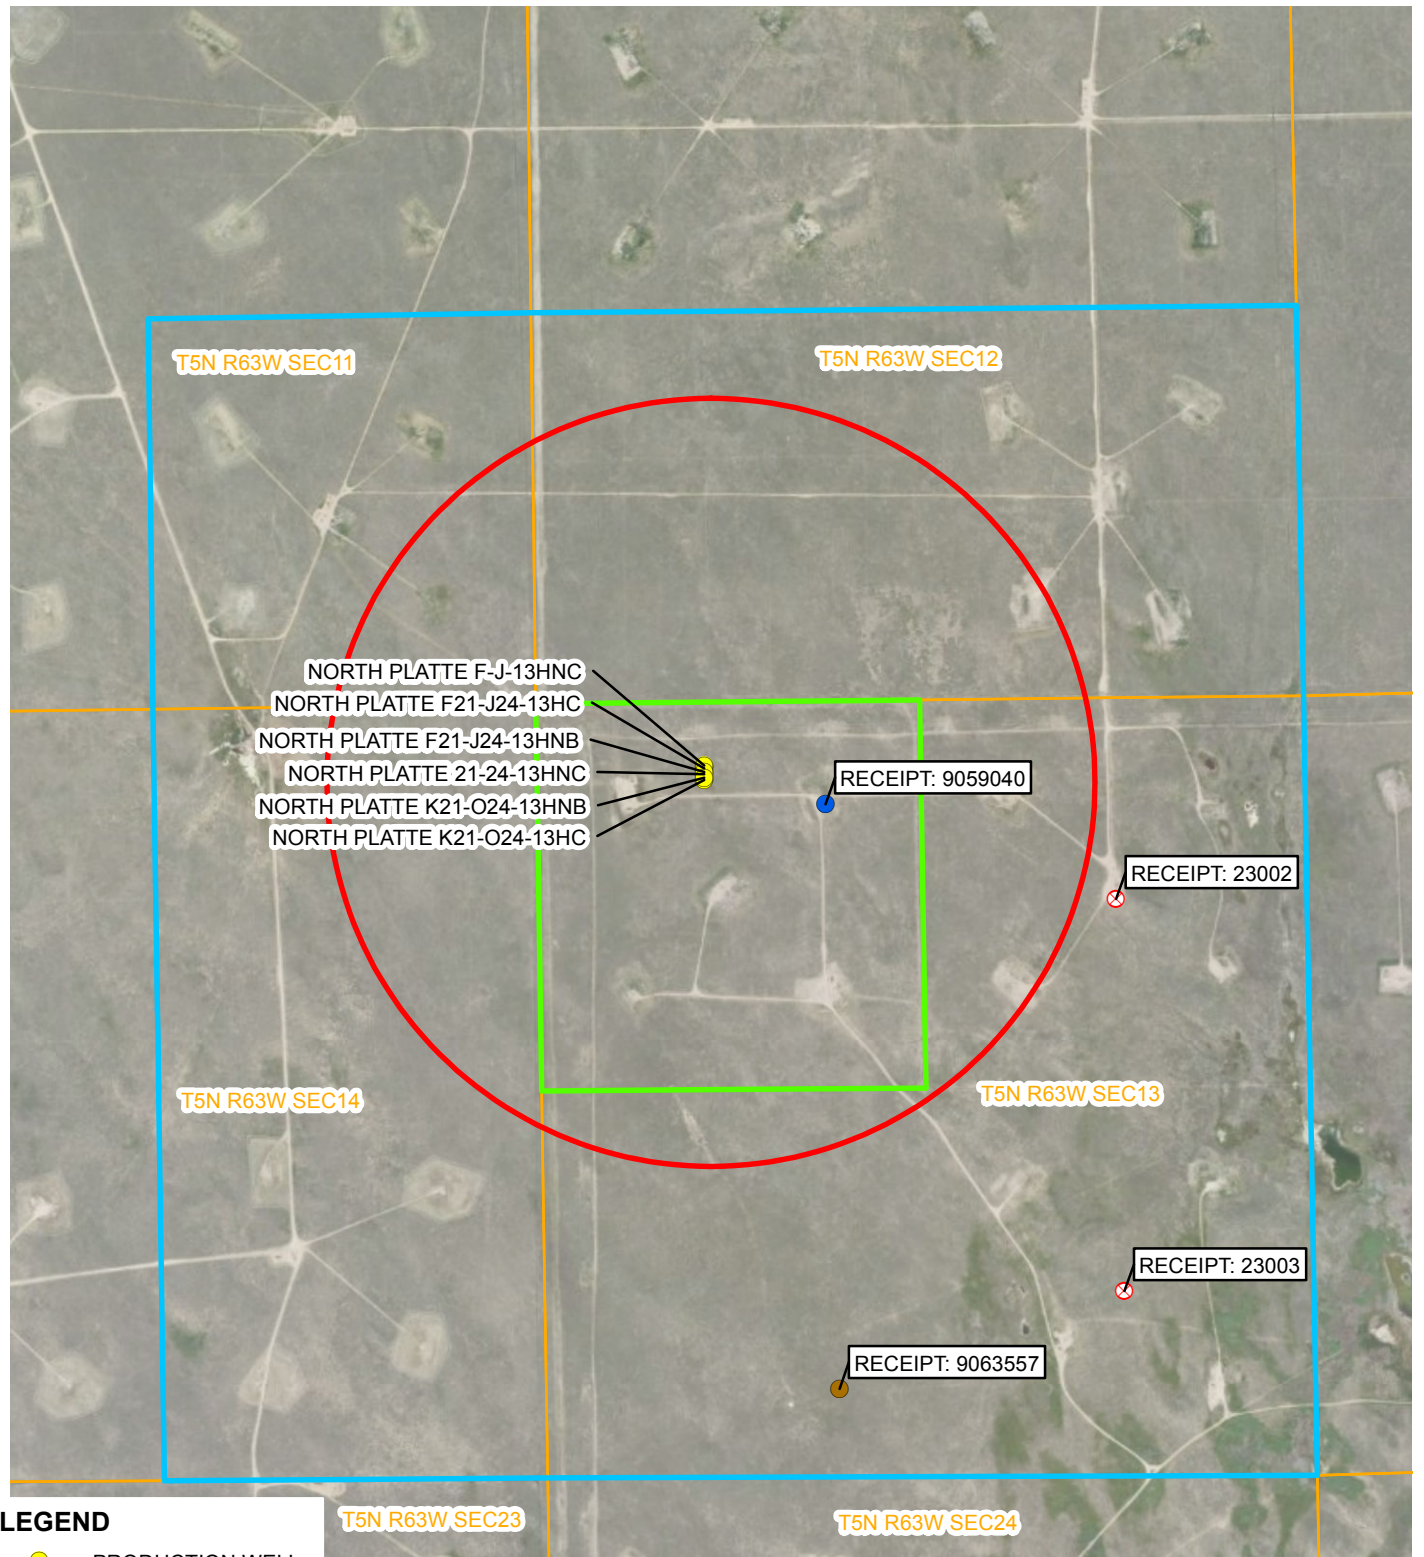 T5N R63W SEC11
T5N R63W SEC12
NORTH PLATTE F-J-13HNC
NORTH PLATTE F21-J24-13HC
NORTH PLATTE F21-J24-13HNB
NORTH PLATTE 21-24-13HNC
NORTH PLATTE K21-O24-13HNB
NORTH PLATTE K21-O24-13HC
RECEIPT: 9059040
RECEIPT: 23002
T5N R63W SEC14
T5N R63W SEC13
RECEIPT: 23003
RECEIPT: 9063557
T5N R63W SEC23
T5N R63W SEC24
LEGEND
PRODUCTION WELL